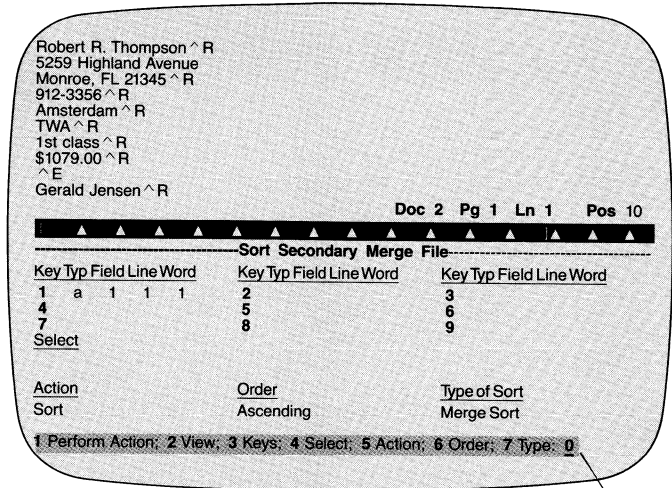 Robert R. Thompson ^ R
5259 Highland Avenue
Monroe, FL 21345 ^ R
912-3356 ^ R
Amsterdam ^ R
TWA ^ R
1st class ^ R
$1079.00 ^ R
^ E
Gerald Jensen ^ R
Doc 2 Pg 1 Ln 1 Pos 10
Sort Secondary Merge File
Key Typ Field Line Word Key Typ Field Line Word Key Typ Field Line Word
1 a 1 1 1 2 3
4 5 6
7 8 9
Select
Action Order Type of Sort
Sort Ascending Merge Sort
1 Perform Action; 2 View; 3 Keys; 4 Select; 5 Action; 6 Order; 7 Type: 0